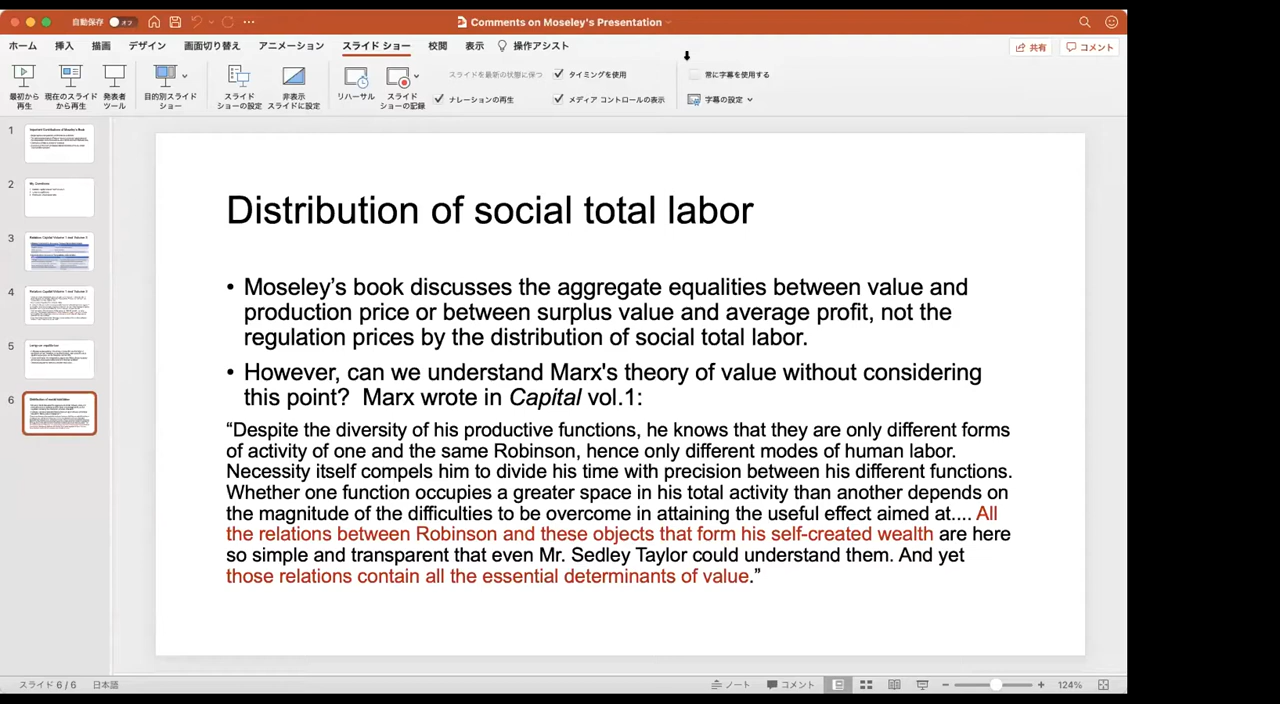 自動保存 オフ
Comments on Moseley's Presentation
ホーム 挿入 描画 デザイン 画面切り替え アニメーション スライド ショー 校閲 表示 操作アシスト
共有 コメント
最初から
再生
現在のスライド
から再生
発表者
ツール
目的別スライド
ショー
スライド
ショーの設定
非表示
スライドに設定
リハーサル
スライド
ショーの記録
スライドを最新の状態に保つ
タイミングを使用
ナレーションの再生
メディア コントロールの表示
常に字幕を使用する
字幕の設定
1
2
3
4
5
6
Distribution of social total labor
• Moseley's book discusses the aggregate equalities between value and
production price or between surplus value and average profit, not the
regulation prices by the distribution of social total labor.
• However, can we understand Marx's theory of value without considering
this point? Marx wrote in Capital vol.1:
“Despite the diversity of his productive functions, he knows that they are only different forms
of activity of one and the same Robinson, hence only different modes of human labor.
Necessity itself compels him to divide his time with precision between his different functions.
Whether one function occupies a greater space in his total activity than another depends on
the magnitude of the difficulties to be overcome in attaining the useful effect aimed at.... All
the relations between Robinson and these objects that form his self-created wealth are here
so simple and transparent that even Mr. Sedley Taylor could understand them. And yet
those relations contain all the essential determinants of value.”
スライド 6 / 6 日本語
ノート コメント 124%